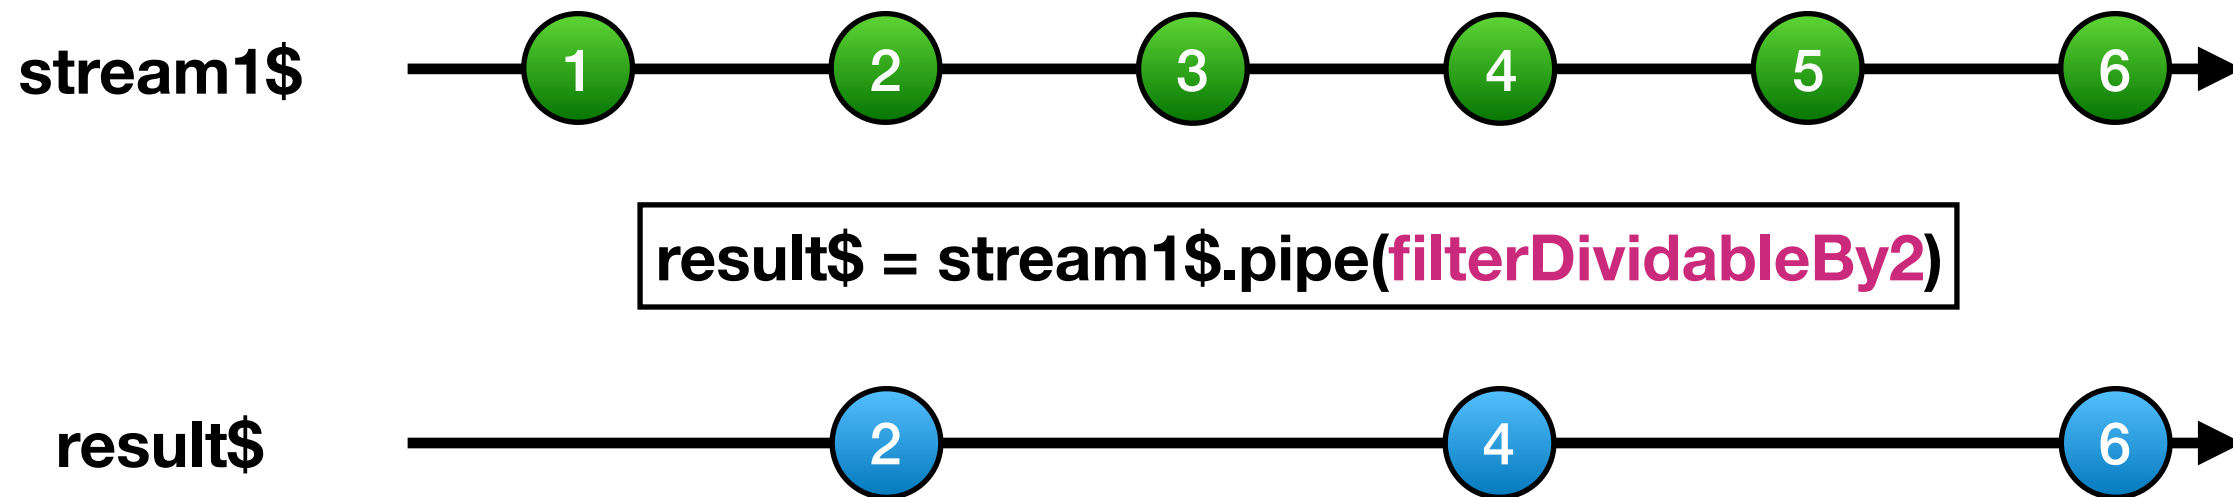 stream1$ 1 2 3 4 5 6
result$ = stream1$.pipe(filterDividableBy2)
result$ 2 4 6